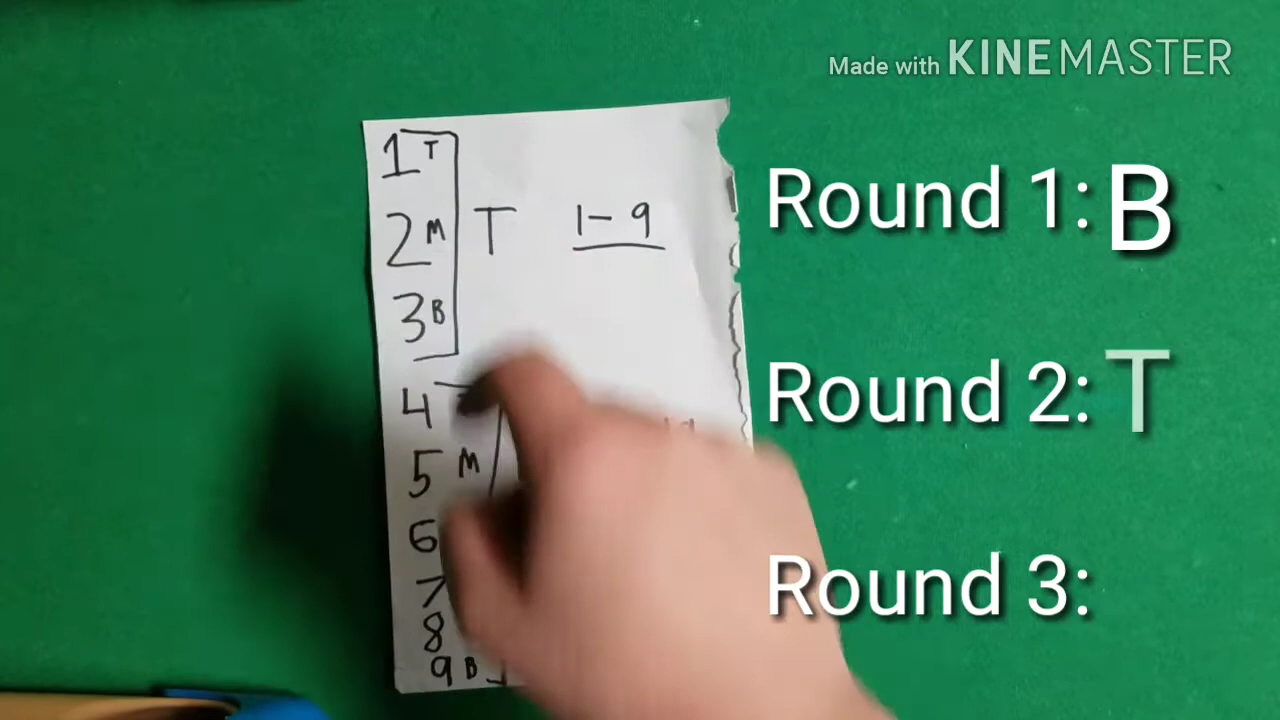 Made with KINEMASTER
1 T
2 M T 1-9
3 B
4
5 M
6
7
8
9 B
Round 1: B
Round 2: T
Round 3: